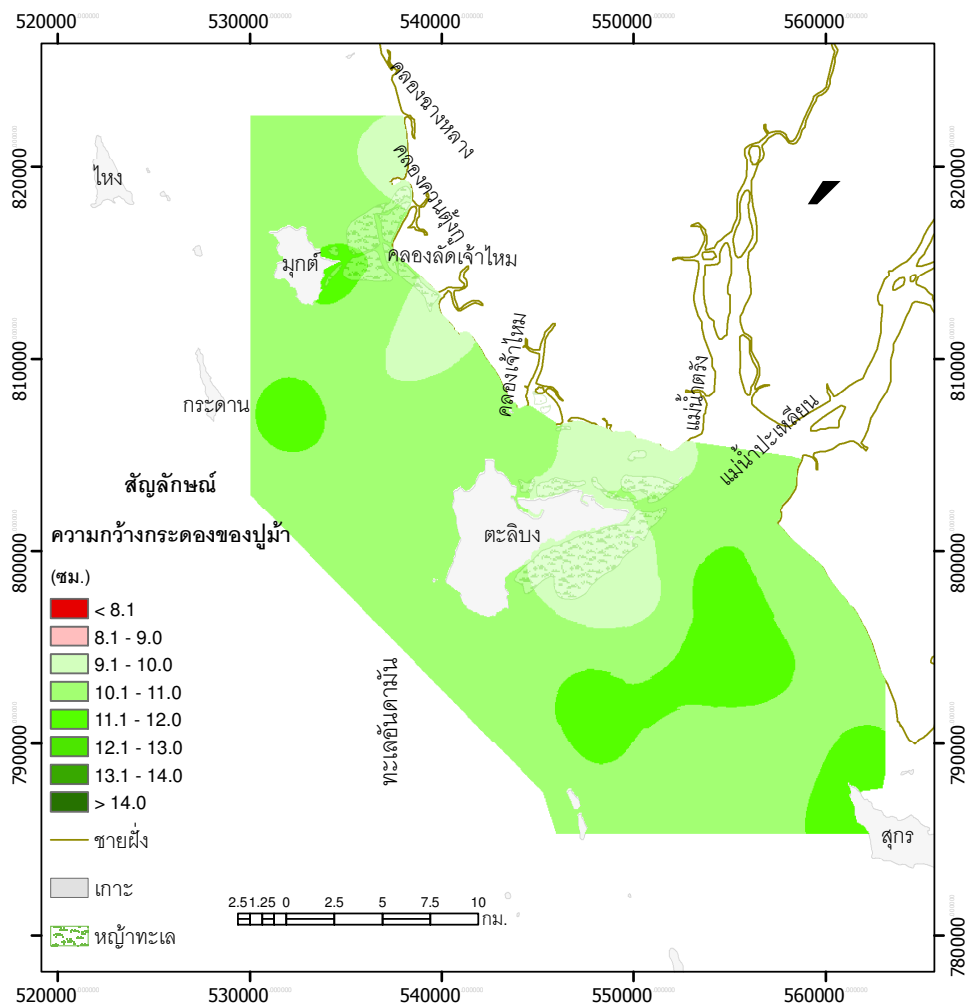 520000
530000
540000
550000
560000
820000
820000
810000
810000
800000
800000
790000
790000
780000
780000
คลองฉางหลาง
คลองควนตุ้งกู
คลองลัดเจ้าไหม
คลองเจ้าไหม
แม่น้ำตรัง
แม่น้ำปะเหลียน
ไหง
มุกต์
กระดาน
ตะลิบง
สุกร
ทะเลอันดามัน
สัญลักษณ์
ความกว้างกระดองของปูม้า
(ซม.)
< 8.1
8.1 - 9.0
9.1 - 10.0
10.1 - 11.0
11.1 - 12.0
12.1 - 13.0
13.1 - 14.0
> 14.0
ชายฝั่ง
เกาะ
หญ้าทะเล
2.5 1.25 0 2.5 5 7.5 10
กม.
520000
530000
540000
550000
560000